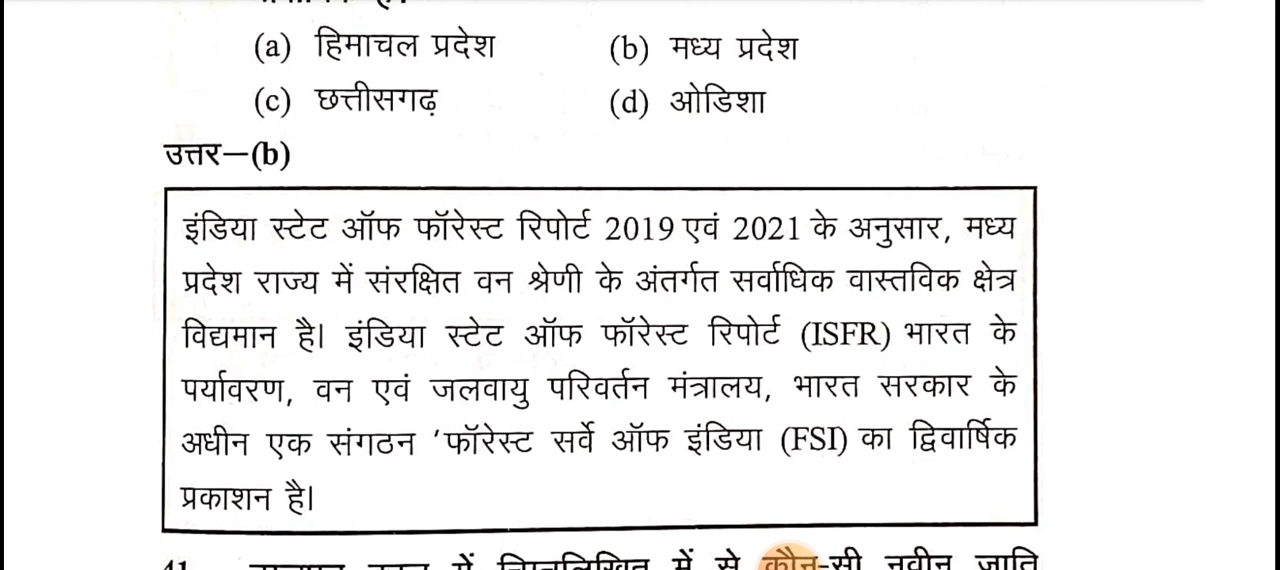 (a) हिमाचल प्रदेश (b) मध्य प्रदेश
(c) छत्तीसगढ़ (d) ओडिशा
उत्तर–(b)
इंडिया स्टेट ऑफ फॉरेस्ट रिपोर्ट 2019 एवं 2021 के अनुसार, मध्य
प्रदेश राज्य में संरक्षित वन श्रेणी के अंतर्गत सर्वाधिक वास्तविक क्षेत्र
विद्यमान है। इंडिया स्टेट ऑफ फॉरेस्ट रिपोर्ट (ISFR) भारत के
पर्यावरण, वन एवं जलवायु परिवर्तन मंत्रालय, भारत सरकार के
अधीन एक संगठन 'फॉरेस्ट सर्वे ऑफ इंडिया (FSI) का द्विवार्षिक
प्रकाशन है।
में निम्नलिखित में से कौन-सी नवीन जाति